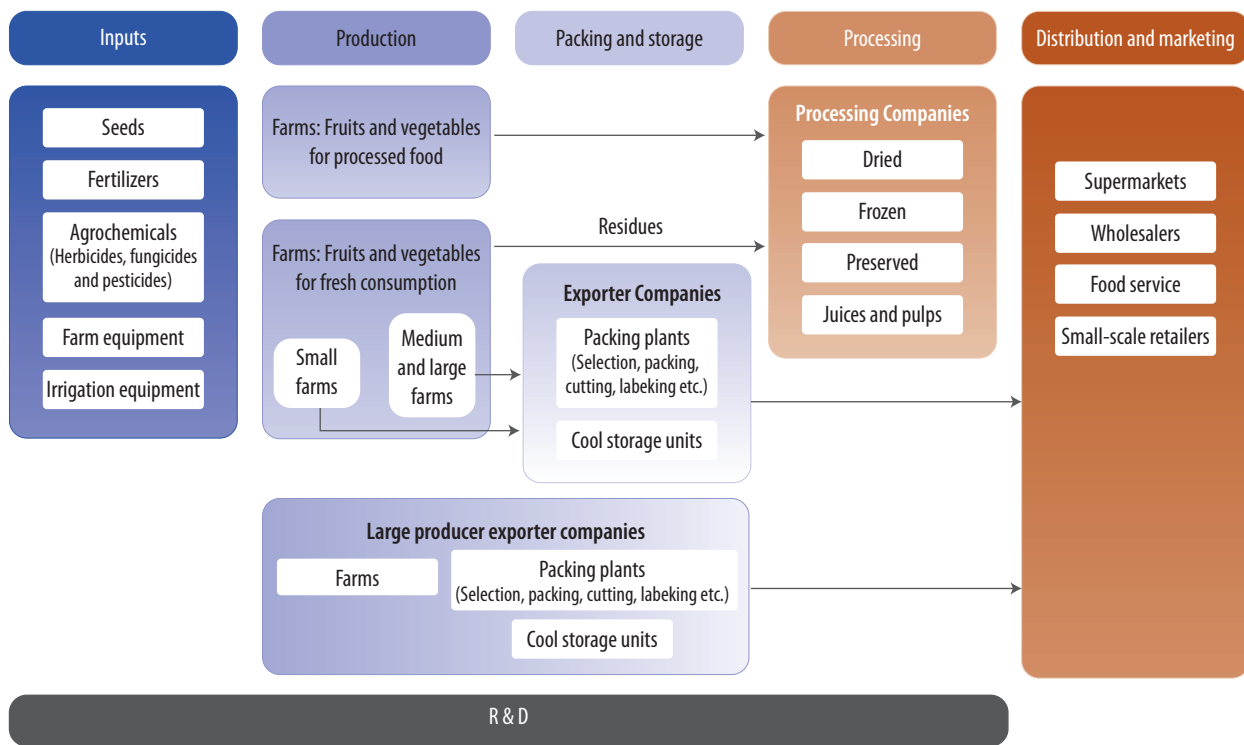 Inputs
Production
Packing and storage
Processing
Distribution and marketing
Seeds
Fertilizers
Agrochemicals
(Herbicides, fungicides
and pesticides)
Farm equipment
Irrigation equipment
Farms: Fruits and vegetables
for processed food
Farms: Fruits and vegetables
for fresh consumption
Small
farms
Medium
and large
farms
Residues
Exporter Companies
Packing plants
(Selection, packing,
cutting, labeking etc.)
Cool storage units
Processing Companies
Dried
Frozen
Preserved
Juices and pulps
Supermarkets
Wholesalers
Food service
Small-scale retailers
Large producer exporter companies
Farms
Packing plants
(Selection, packing, cutting, labeking etc.)
Cool storage units
R & D